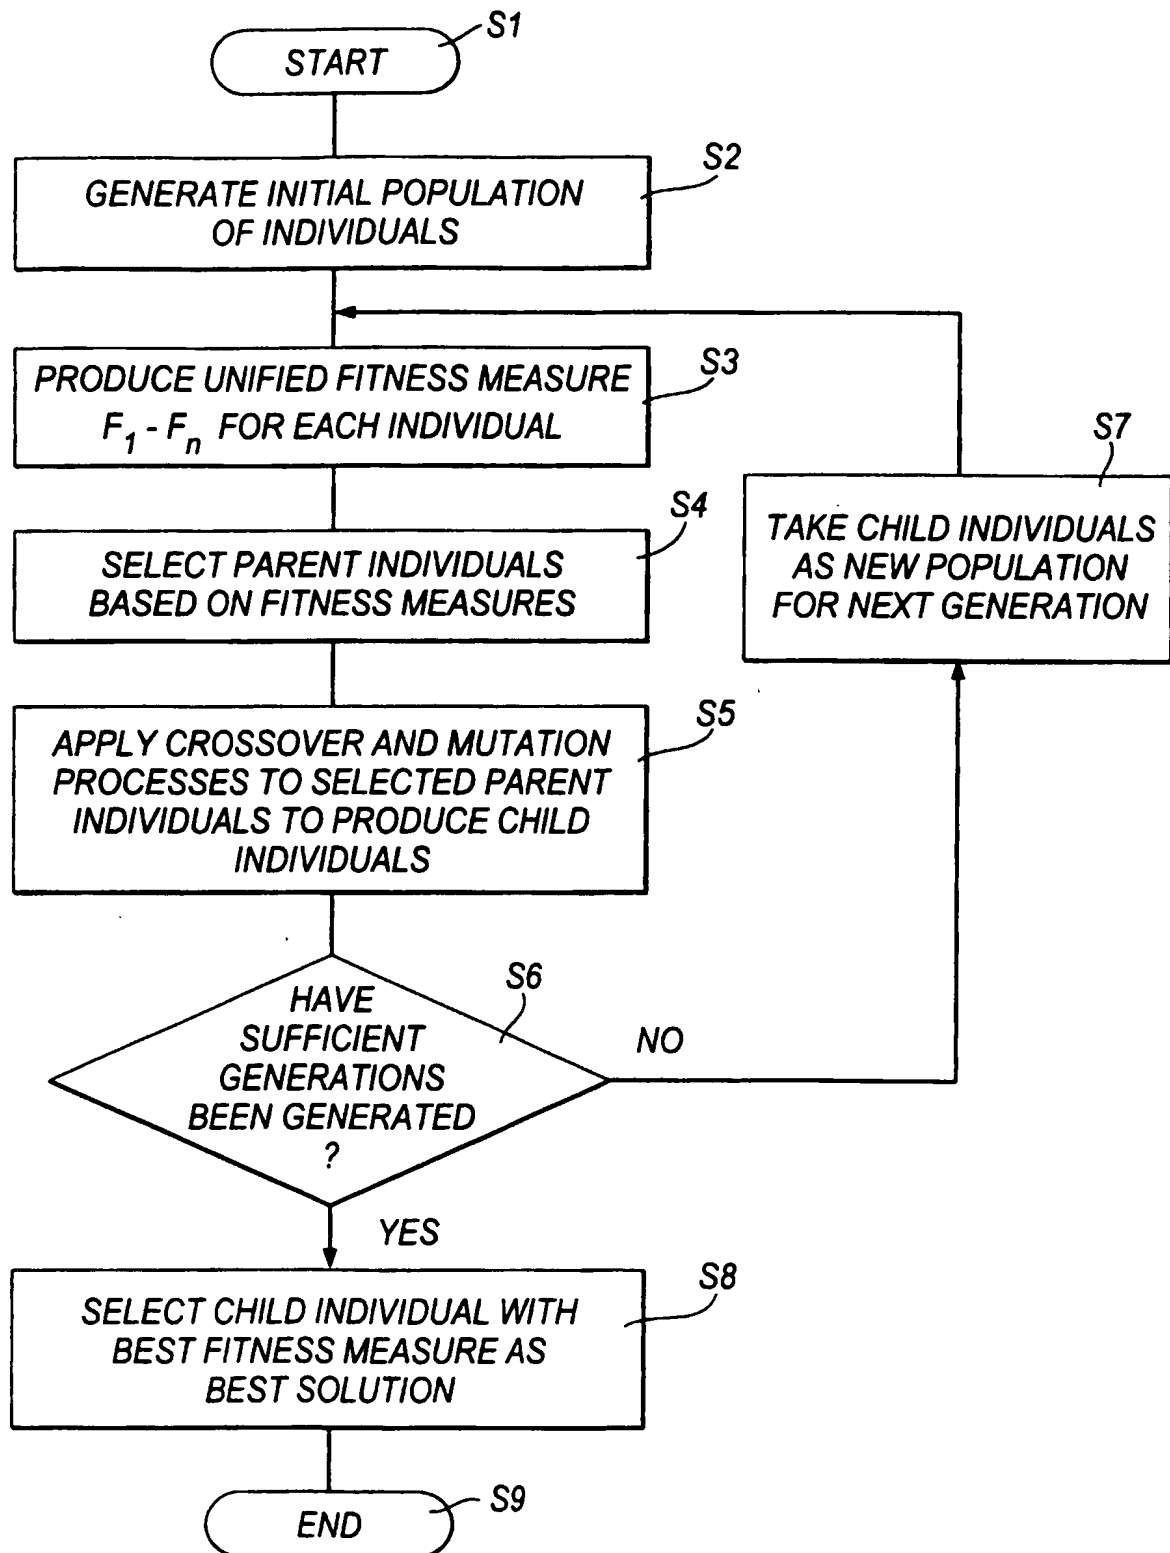 S1
START
S2
GENERATE INITIAL POPULATION
OF INDIVIDUALS
S3
PRODUCE UNIFIED FITNESS MEASURE
F1 - Fn FOR EACH INDIVIDUAL
S4
SELECT PARENT INDIVIDUALS
BASED ON FITNESS MEASURES
S7
TAKE CHILD INDIVIDUALS
AS NEW POPULATION
FOR NEXT GENERATION
S5
APPLY CROSSOVER AND MUTATION
PROCESSES TO SELECTED PARENT
INDIVIDUALS TO PRODUCE CHILD
INDIVIDUALS
S6
HAVE
SUFFICIENT
GENERATIONS
BEEN GENERATED
?
NO
YES
S8
SELECT CHILD INDIVIDUAL WITH
BEST FITNESS MEASURE AS
BEST SOLUTION
S9
END